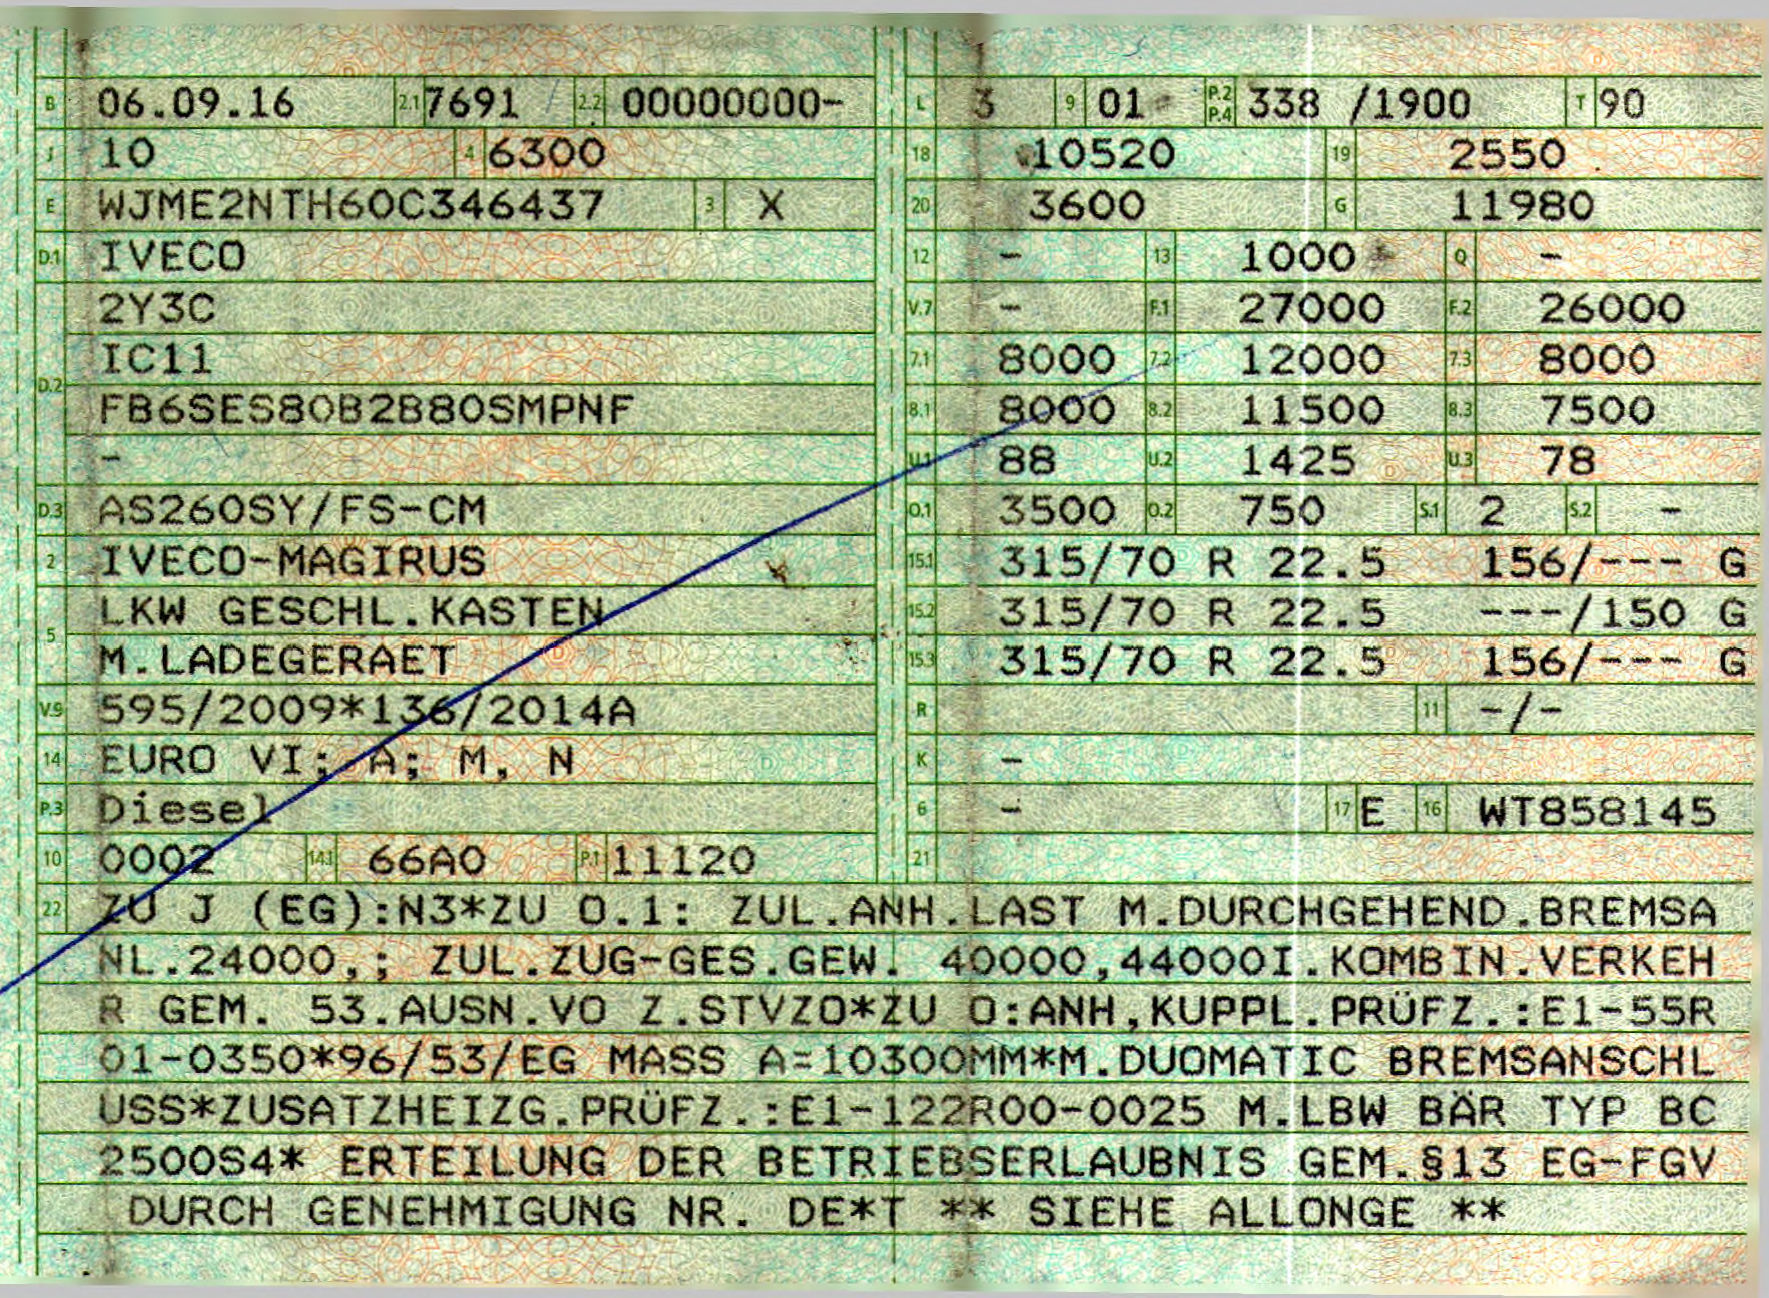 B 06.09.16 2.1 7691 2.2 00000000-
J 10 4 6300
E WJME2NTH60C346437 3 X
D.1 IVECO
2Y3C
D.2 IC11
FB6SES80B2B80SMPNF
-
D.3 AS260SY/FS-CM
2 IVECO-MAGIRUS
5 LKW GESCHL.KASTEN
M.LADEGERAET
V.9 595/2009*136/2014A
14 EURO VI; A; M, N
P.3 Diesel
10 0002 14.1 66A0 P.1 11120
L 3 9 01 P.2 P.4 338 /1900 T 90
18 10520 19 2550
20 3600 G 11980
12 - 13 1000 Q -
V.7 - F.1 27000 F.2 26000
7.1 8000 7.2 12000 7.3 8000
8.1 8000 8.2 11500 8.3 7500
U.1 88 U.2 1425 U.3 78
O.1 3500 O.2 750 S.1 2 S.2 -
15.1 315/70 R 22.5 156/--- G
15.2 315/70 R 22.5 ---/150 G
15.3 315/70 R 22.5 156/--- G
R 11 -/-
K -
6 - 17 E 16 WT858145
21
22 ZU J (EG):N3*ZU O.1: ZUL.ANH.LAST M.DURCHGEHEND.BREMSA
NL.24000,; ZUL.ZUG-GES.GEW. 40000,44000I.KOMBIN.VERKEH
R GEM. 53.AUSN.VO Z.STVZO*ZU O:ANH,KUPPL.PRÜFZ.:E1-55R
01-0350*96/53/EG MASS A=10300MM*M.DUOMATIC BREMSANSCHL
USS*ZUSATZHEIZG.PRÜFZ.:E1-122R00-0025 M.LBW BÄR TYP BC
2500S4* ERTEILUNG DER BETRIEBSERLAUBNIS GEM.§13 EG-FGV
DURCH GENEHMIGUNG NR. DE*T ** SIEHE ALLONGE **